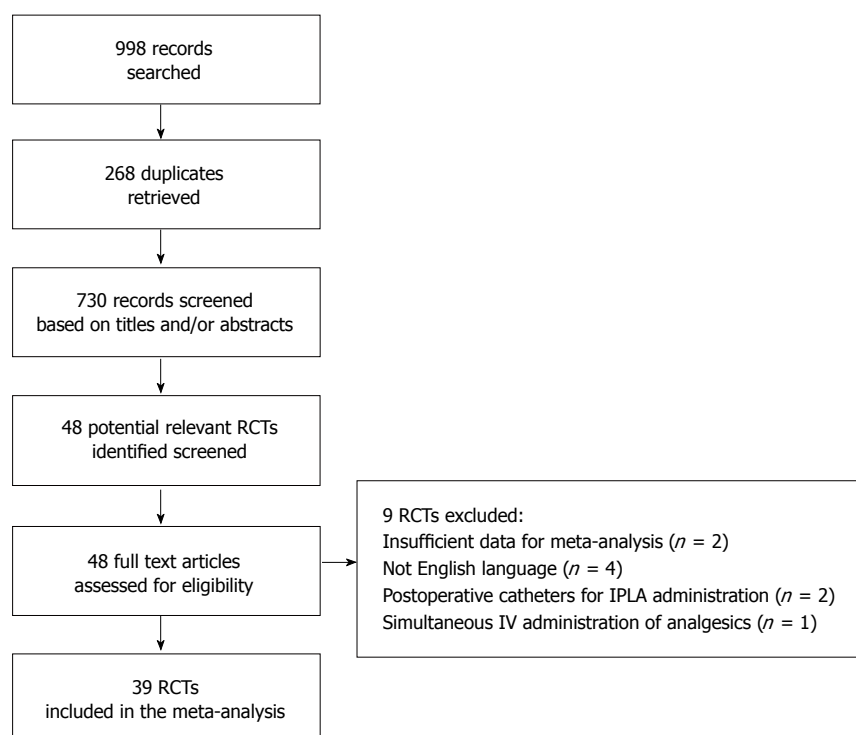 998 records
searched
268 duplicates
retrieved
730 records screened
based on titles and/or abstracts
48 potential relevant RCTs
identified screened
48 full text articles
assessed for eligibility
9 RCTs excluded:
Insufficient data for meta-analysis (n = 2)
Not English language (n = 4)
Postoperative catheters for IPLA administration (n = 2)
Simultaneous IV administration of analgesics (n = 1)
39 RCTs
included in the meta-analysis